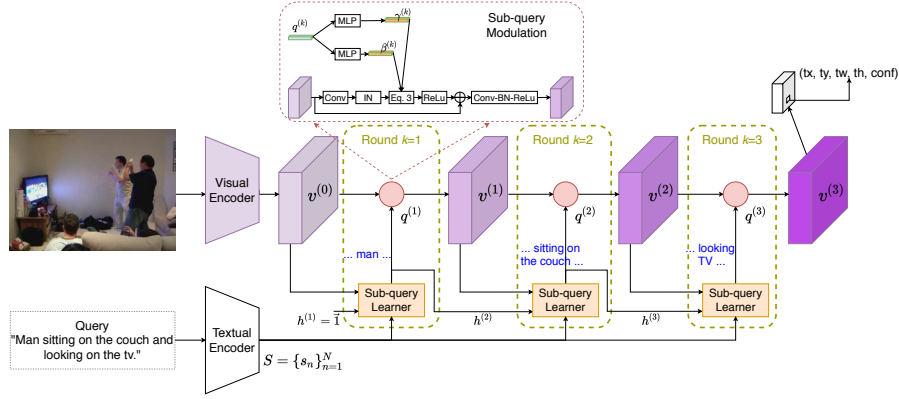 q^{(k)}
MLP
γ^{(k)}
MLP
β^{(k)}
Sub-query
Modulation
Conv
IN
Eq. 3
ReLu
Conv-BN-ReLu
(tx, ty, tw, th, conf)
Round k=1
Round k=2
Round k=3
Visual
Encoder
v^{(0)}
v^{(1)}
v^{(2)}
v^{(3)}
q^{(1)}
q^{(2)}
q^{(3)}
... man ...
... sitting on
the couch ...
... looking
TV ...
Sub-query
Learner
Sub-query
Learner
Sub-query
Learner
h^{(1)} = \vec{1}
h^{(2)}
h^{(3)}
Query
"Man sitting on the couch and
looking on the tv."
Textual
Encoder
S = \{s_n\}_{n=1}^{N}